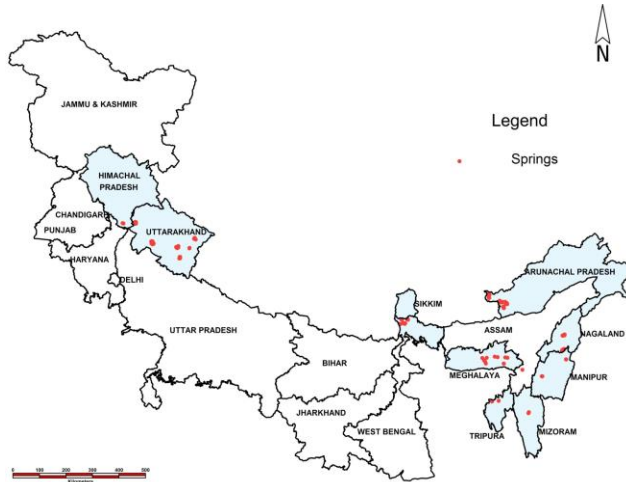 N
Legend
Springs
JAMMU & KASHMIR
HIMACHAL
PRADESH
CHANDIGARH
PUNJAB
UTTARAKHAND
HARYANA
DELHI
ARUNACHAL PRADESH
SIKKIM
UTTAR PRADESH
ASSAM
NAGALAND
BIHAR
MEGHALAYA
MANIPUR
JHARKHAND
WEST BENGAL
TRIPURA
MIZORAM
0 100 200 300 400 500
Kilometres